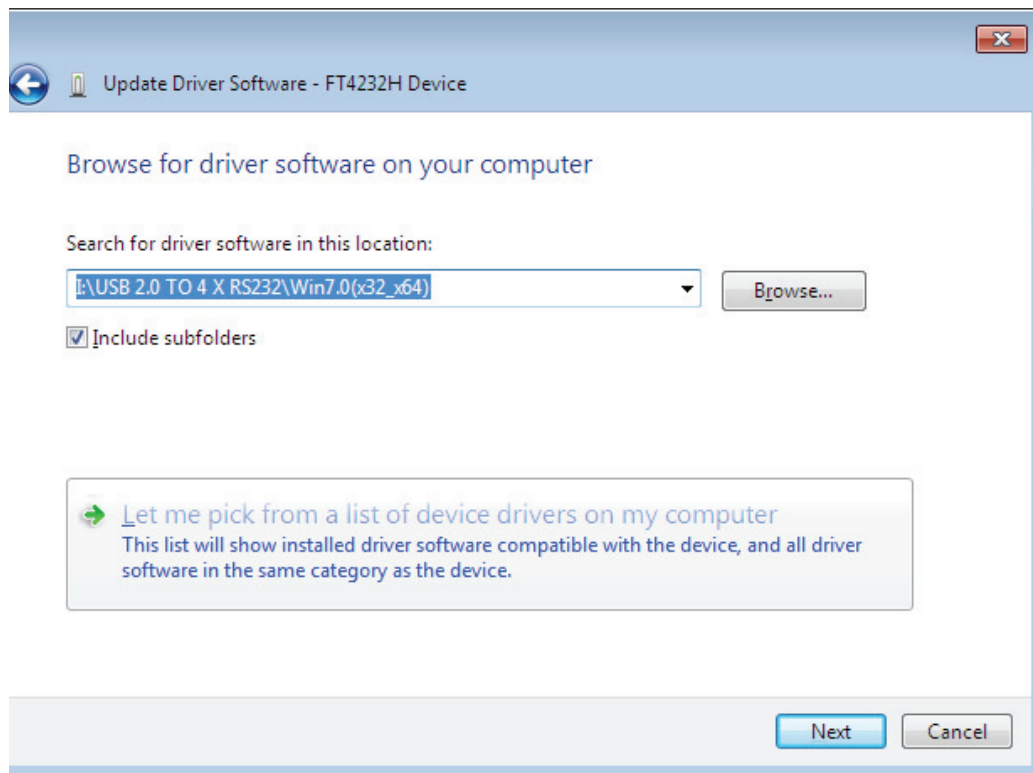 Update Driver Software - FT4232H Device
Browse for driver software on your computer
Search for driver software in this location:
I:\USB 2.0 TO 4 X RS232\Win7.0(x32_x64)
Browse...
Include subfolders
Let me pick from a list of device drivers on my computer
This list will show installed driver software compatible with the device, and all driver
software in the same category as the device.
Next
Cancel